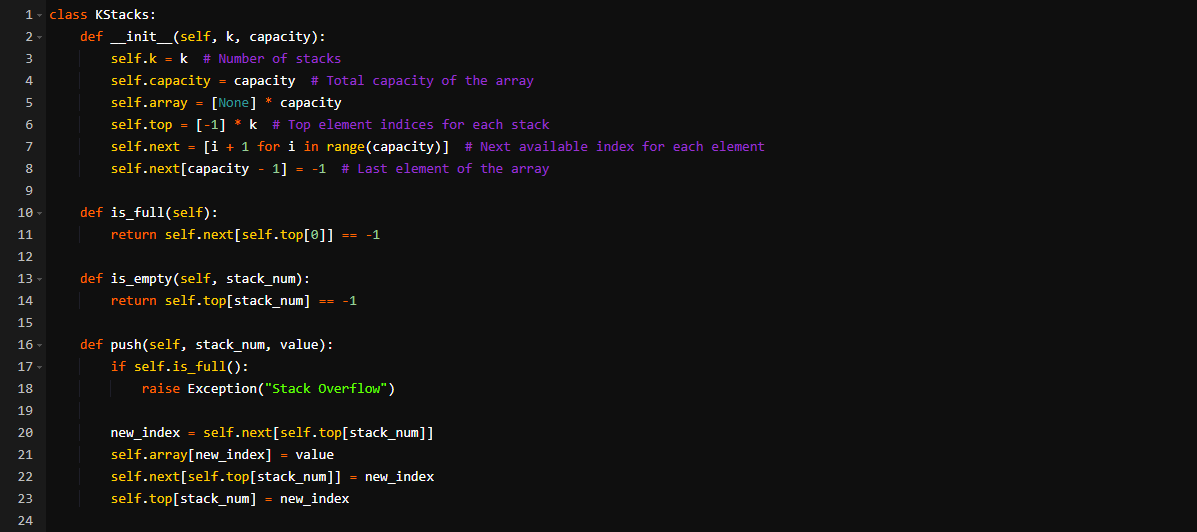 1 class KStacks:
2     def __init__(self, k, capacity):
3         self.k = k  # Number of stacks
4         self.capacity = capacity  # Total capacity of the array
5         self.array = [None] * capacity
6         self.top = [-1] * k  # Top element indices for each stack
7         self.next = [i + 1 for i in range(capacity)]  # Next available index for each element
8         self.next[capacity - 1] = -1  # Last element of the array
9
10     def is_full(self):
11         return self.next[self.top[0]] == -1
12
13     def is_empty(self, stack_num):
14         return self.top[stack_num] == -1
15
16     def push(self, stack_num, value):
17         if self.is_full():
18             raise Exception("Stack Overflow")
19
20         new_index = self.next[self.top[stack_num]]
21         self.array[new_index] = value
22         self.next[self.top[stack_num]] = new_index
23         self.top[stack_num] = new_index
24